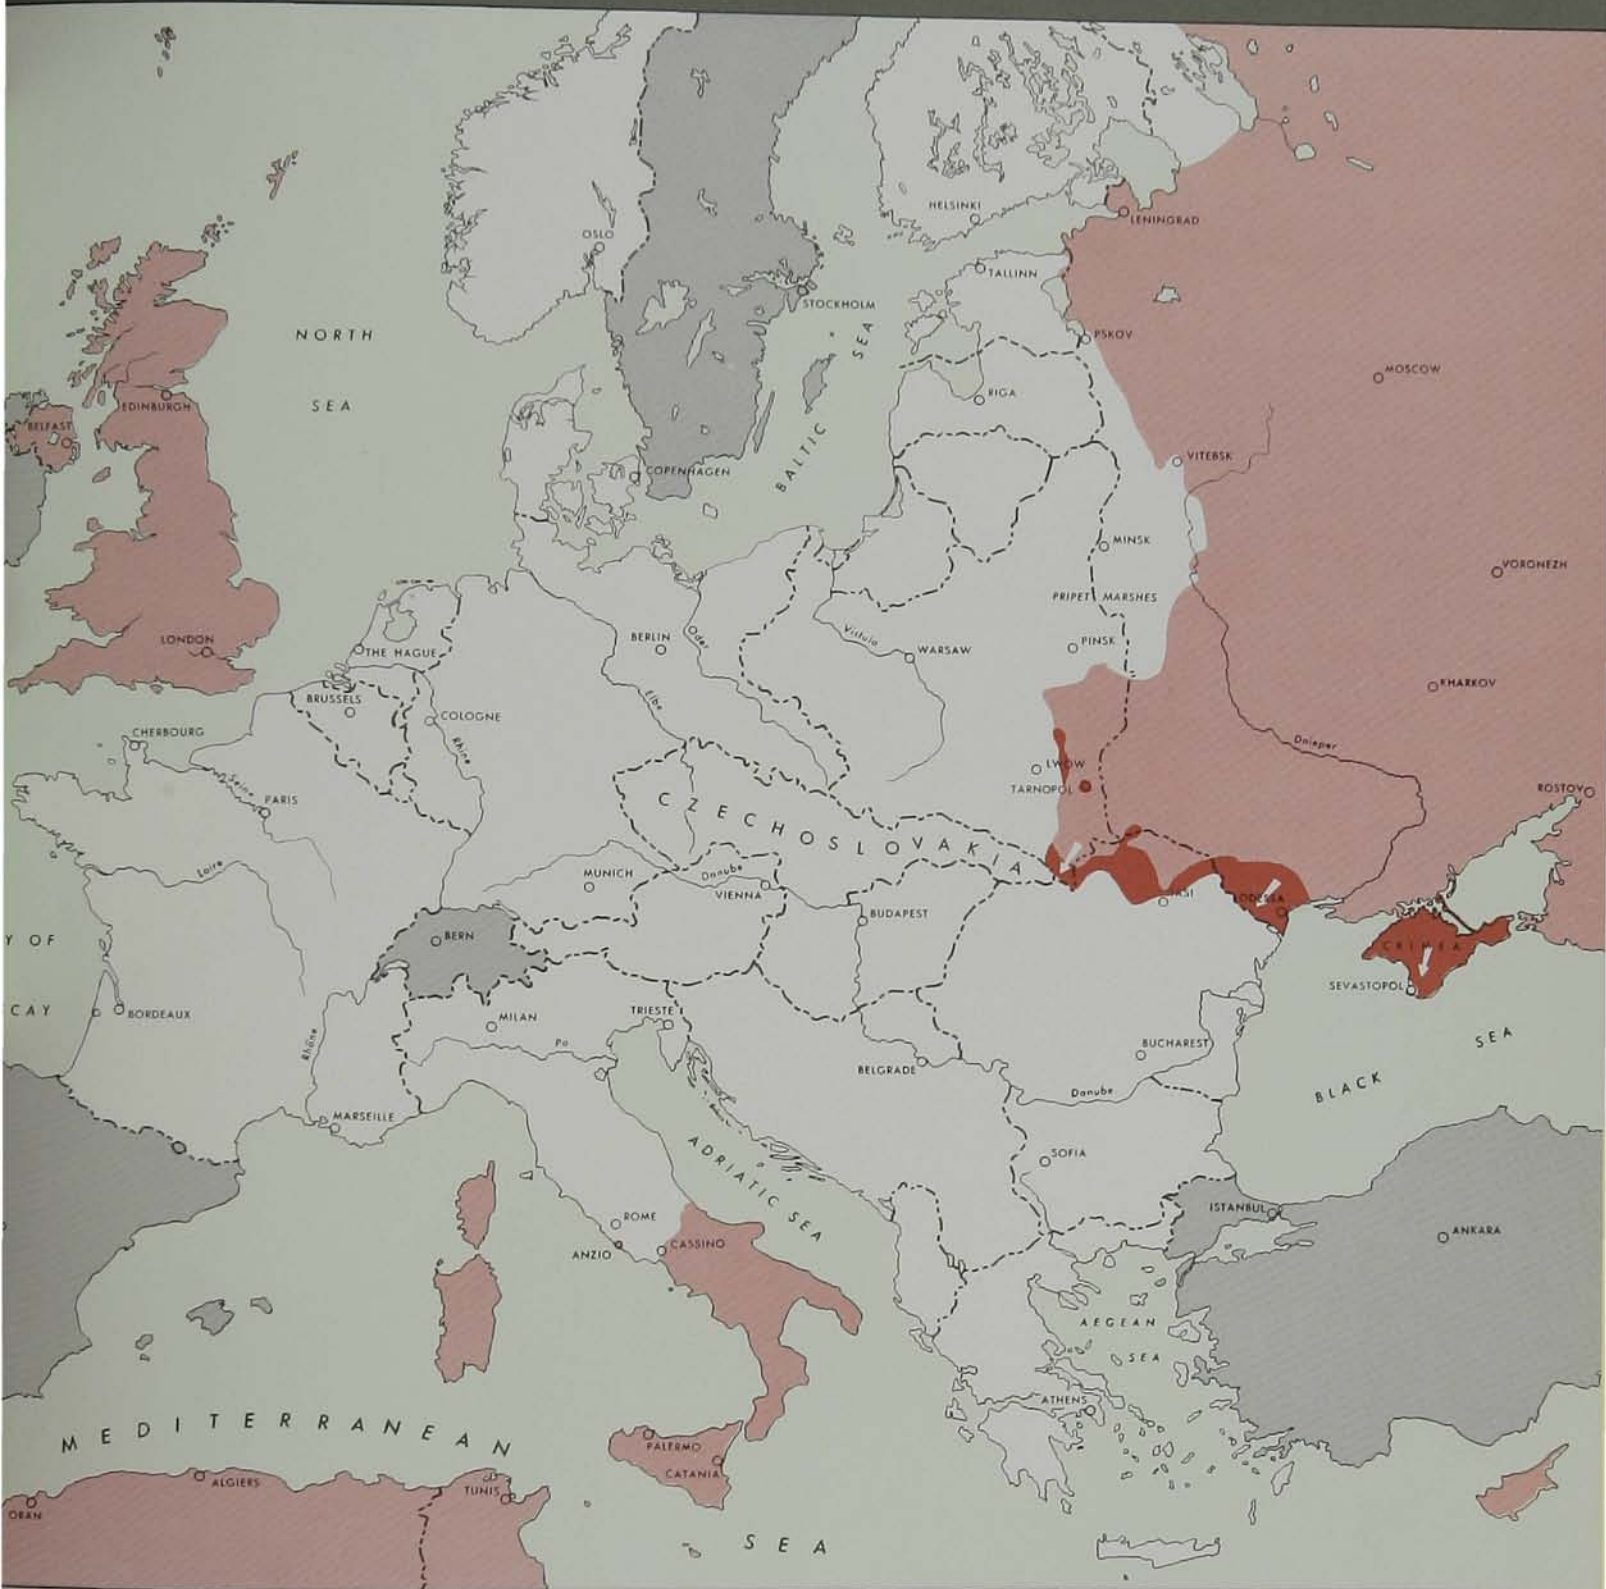 HELSINKI
LENINGRAD
OSLO
TALLINN
STOCKHOLM
NORTH
SEA
BALTIC
SEA
PSKOV
MOSCOW
RIGA
EDINBURGH
BELFAST
VITEBSK
COPENHAGEN
MINSK
VORONEZH
PRIPET MARSHES
LONDON
THE HAGUE
BERLIN
Oder
Vistula
WARSAW
PINSK
KHARKOV
BRUSSELS
COLOGNE
Elbe
Rhine
CHERBOURG
Dnieper
LWOW
TARNOPOL
ROSTOV
Seine
PARIS
CZECHOSLOVAKIA
Loire
MUNICH
Danube
VIENNA
IASI
ODESSA
BUDAPEST
BERN
Y OF
CAY
CRIMEA
SEVASTOPOL
BORDEAUX
MILAN
TRIESTE
Rhône
Po
BUCHAREST
BELGRADE
Danube
BLACK
SEA
MARSEILLE
ADRIATIC SEA
SOFIA
ROME
ANZIO
CASSINO
ISTANBUL
ANKARA
AEGEAN
SEA
ATHENS
MEDITERRANEAN
SEA
PALERMO
CATANIA
ALGIERS
TUNIS
ORAN